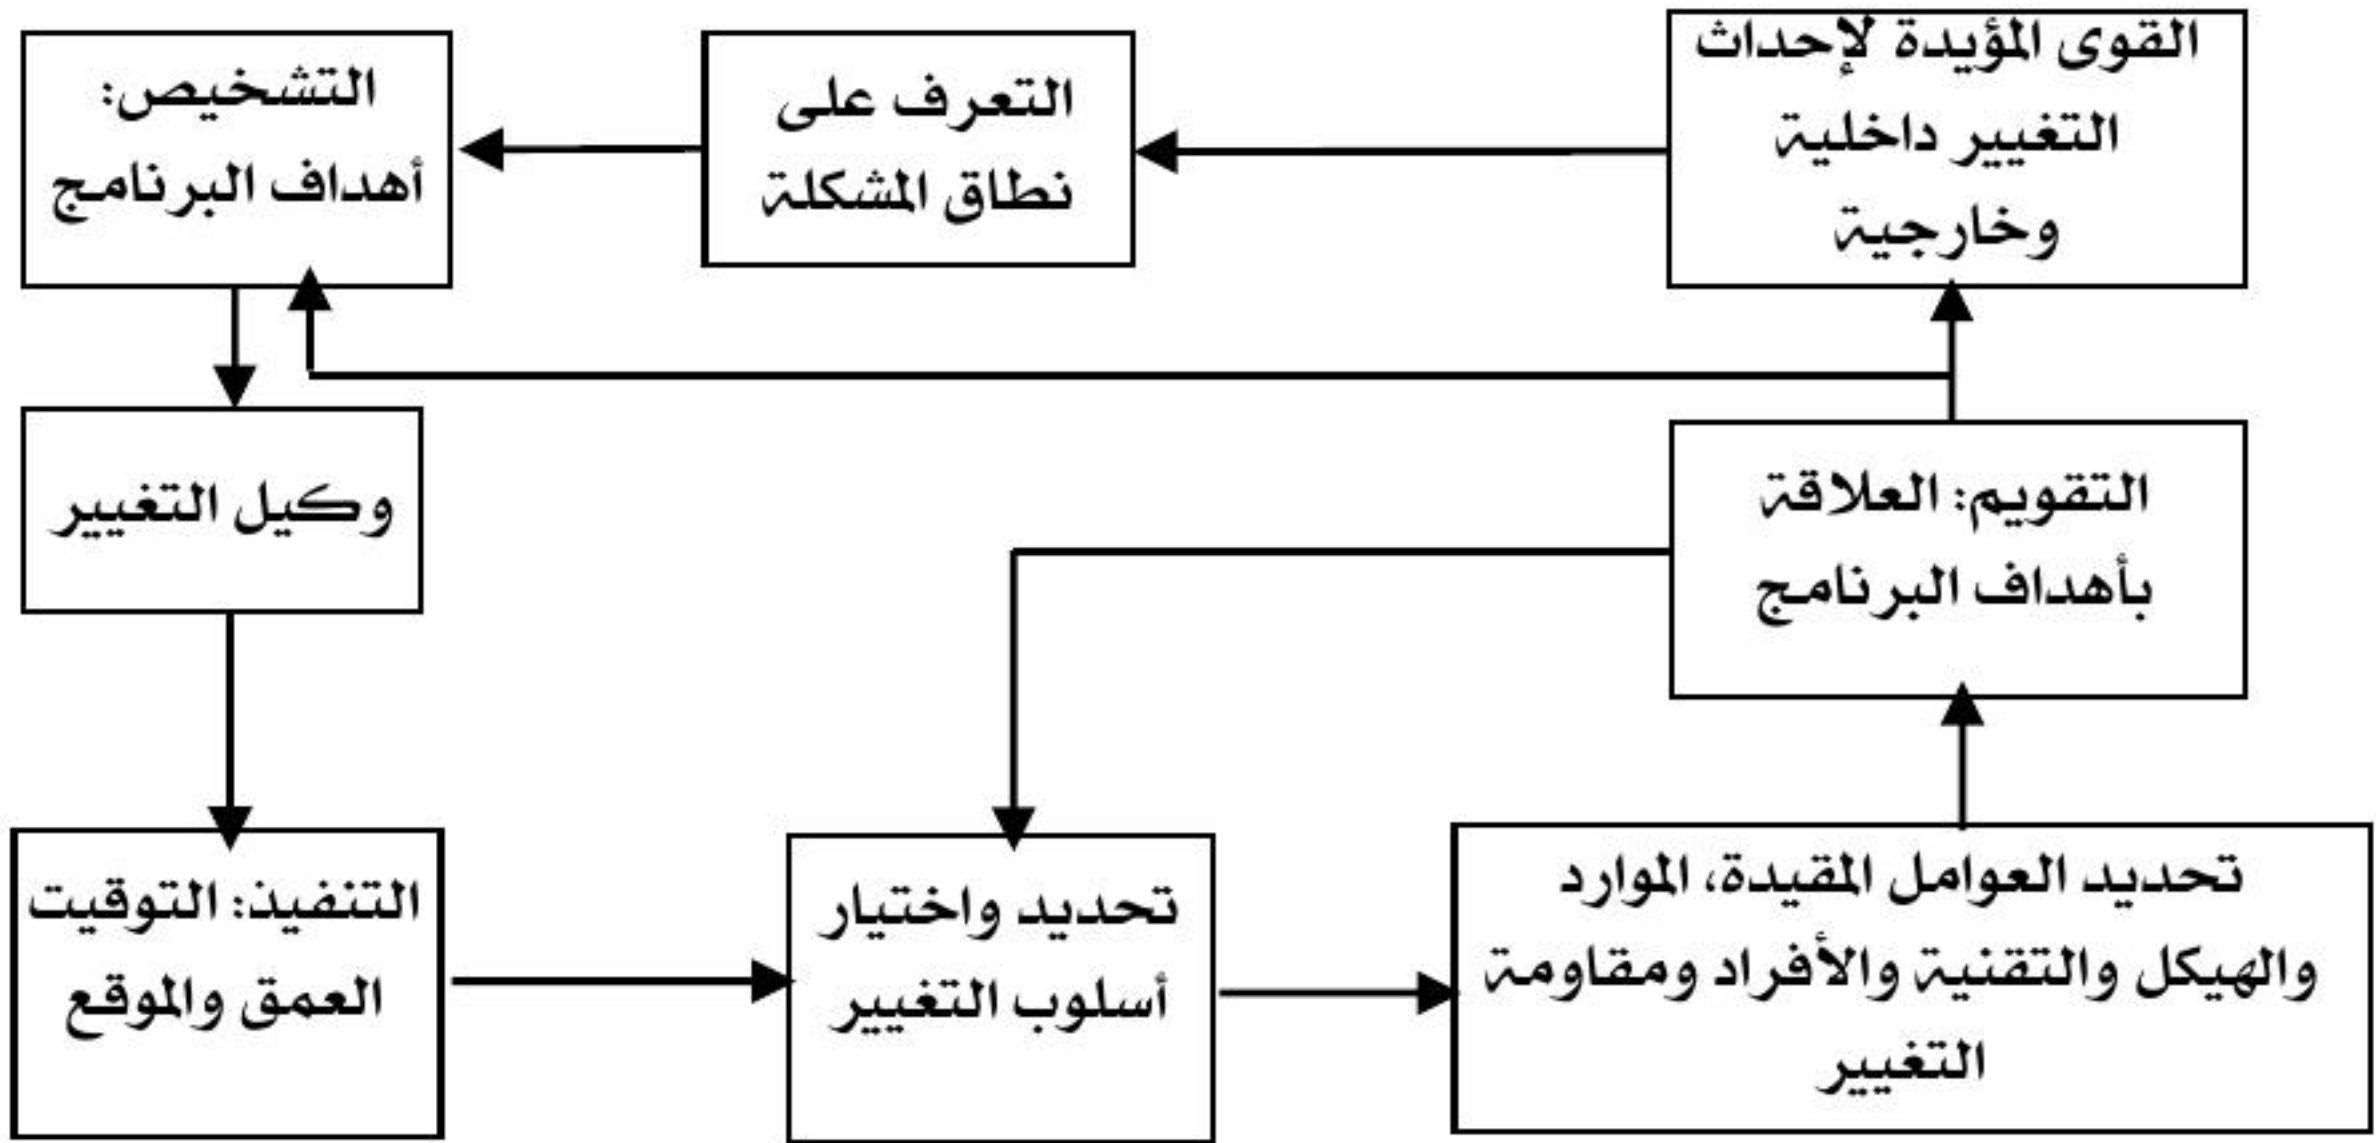 القوى المؤيدة لإحداث
التغيير داخلية
وخارجية
التعرف على
نطاق المشكلة
التشخيص:
أهداف البرنامج
وكيل التغيير
التقويم: العلاقة
بأهداف البرنامج
التنفيذ: التوقيت
العمق والموقع
تحديد واختيار
أسلوب التغيير
تحديد العوامل المقيدة، الموارد
والهيكل والتقنية والأفراد ومقاومة
التغيير